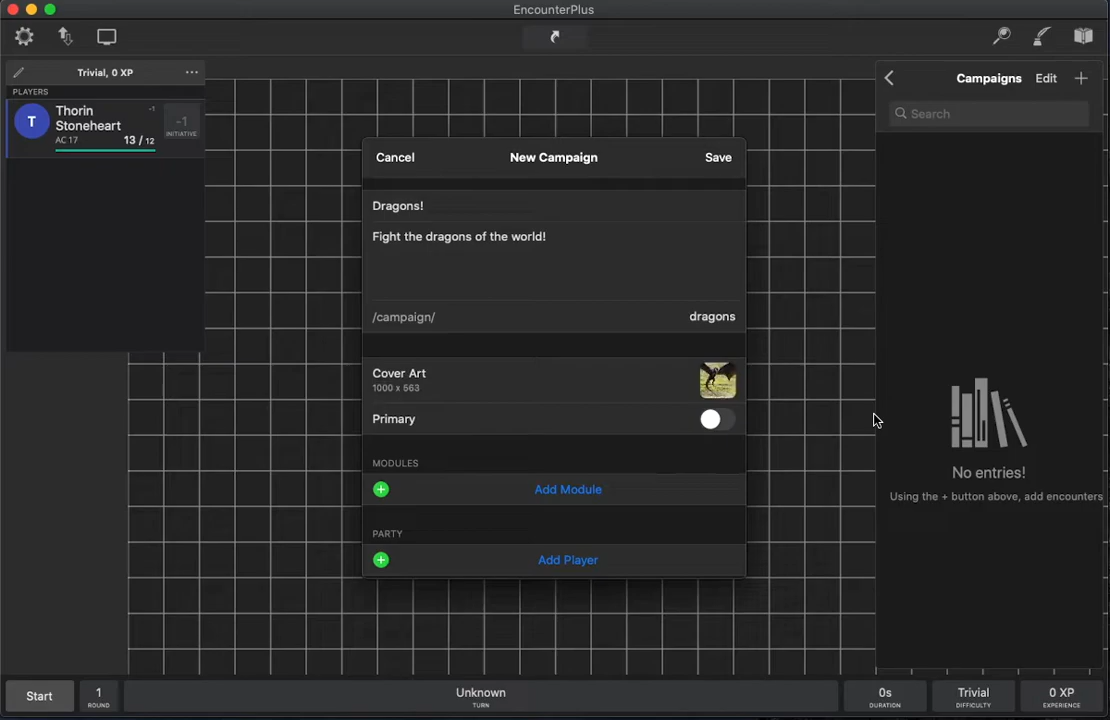 EncounterPlus
Trivial, 0 XP
PLAYERS
T
Thorin
Stoneheart
-1
AC 17
13 / 12
-1
INITIATIVE
Cancel
New Campaign
Save
Dragons!
Fight the dragons of the world!
/campaign/
dragons
Cover Art
1000 x 563
Primary
MODULES
Add Module
PARTY
Add Player
Campaigns
Edit
Search
No entries!
Using the + button above, add encounters
Start
1
ROUND
Unknown
TURN
0s
DURATION
Trivial
DIFFICULTY
0 XP
EXPERIENCE